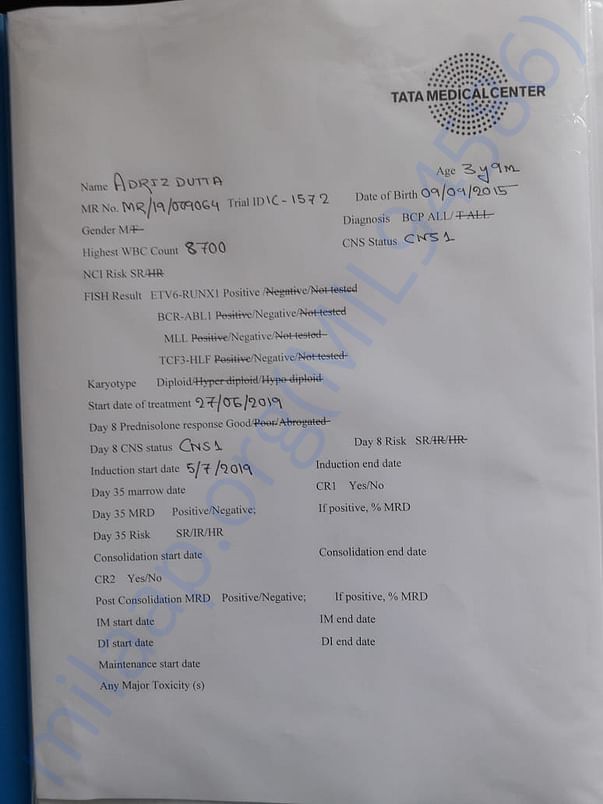 TATA MEDICAL CENTER
Age 3y9m
Name ADRIZ DUTTA
MR No. MR/19/009064 Trial ID IC-1572 Date of Birth 09/09/2015
Gender M/F Diagnosis BCP ALL/T ALL
Highest WBC Count 8700 CNS Status CNS1
NCI Risk SR/HR
FISH Result ETV6-RUNX1 Positive /Negative/Not tested
BCR-ABL1 Positive/Negative/Not tested
MLL Positive/Negative/Not tested
TCF3-HLF Positive/Negative/Not tested
Karyotype Diploid/Hyper diploid/Hypo diploid
Start date of treatment 27/06/2019
Day 8 Prednisolone response Good/Poor/Abrogated
Day 8 CNS status CNS1 Day 8 Risk SR/IR/HR
Induction start date 5/7/2019 Induction end date
Day 35 marrow date CR1 Yes/No
Day 35 MRD Positive/Negative; If positive, % MRD
Day 35 Risk SR/IR/HR
Consolidation start date Consolidation end date
CR2 Yes/No
Post Consolidation MRD Positive/Negative; If positive, % MRD
IM start date IM end date
DI start date DI end date
Maintenance start date
Any Major Toxicity (s)
milaap.org(MIL94566)